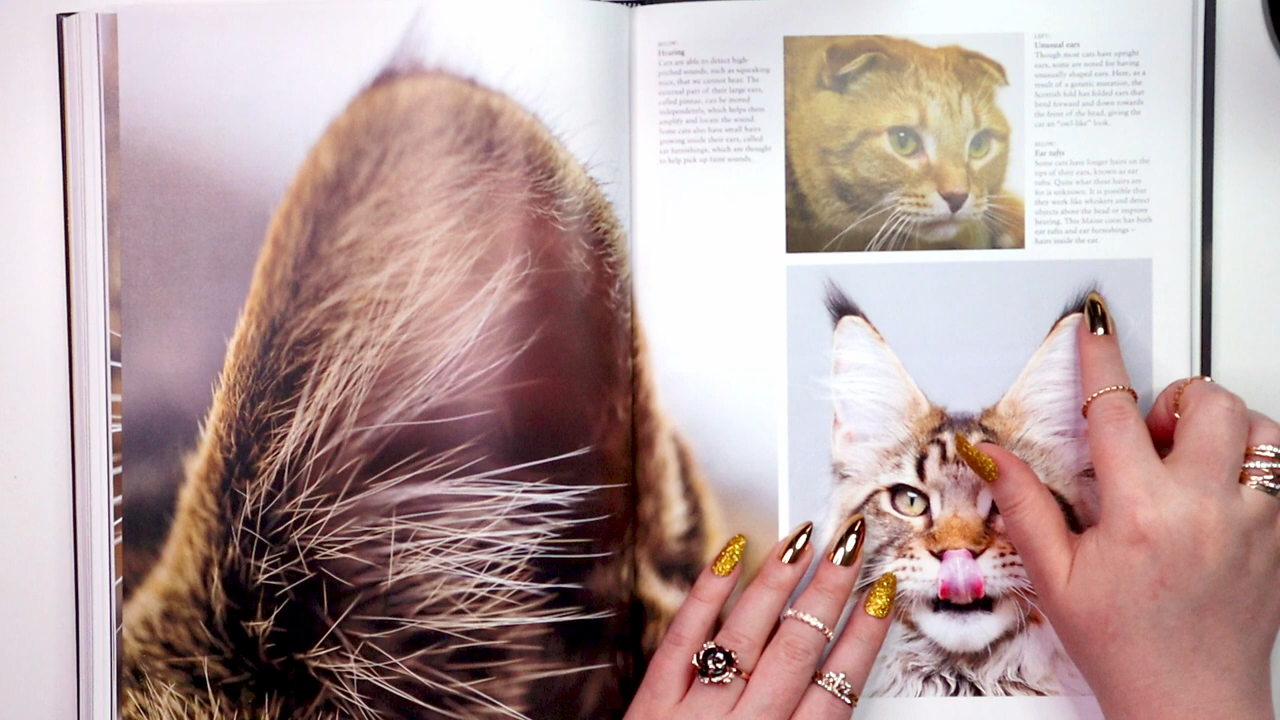 BELOW:
Hearing
Cats are able to detect high-
pitched sounds, such as squeaking
mice, that we cannot hear. The
external part of their large ears,
called pinnae, can be moved
independently, which helps them
amplify and locate the sound.
Some cats also have small hairs
growing inside their ears, called
ear furnishings, which are thought
to help pick up faint sounds.
LEFT:
Unusual ears
Though most cats have upright
ears, some are noted for having
unusually shaped ears. Here, as a
result of a genetic mutation, the
Scottish fold has folded ears that
bend forward and down towards
the front of the head, giving the
cat an "owl-like" look.
BELOW:
Ear tufts
Some cats have longer hairs on the
tips of their ears, known as ear
tufts. Quite what these hairs are
for is unknown. It is possible that
they work like whiskers and detect
objects about the head or improve
hearing. This Maine coon has both
ear tufts and ear furnishings –
hairs inside the ear.